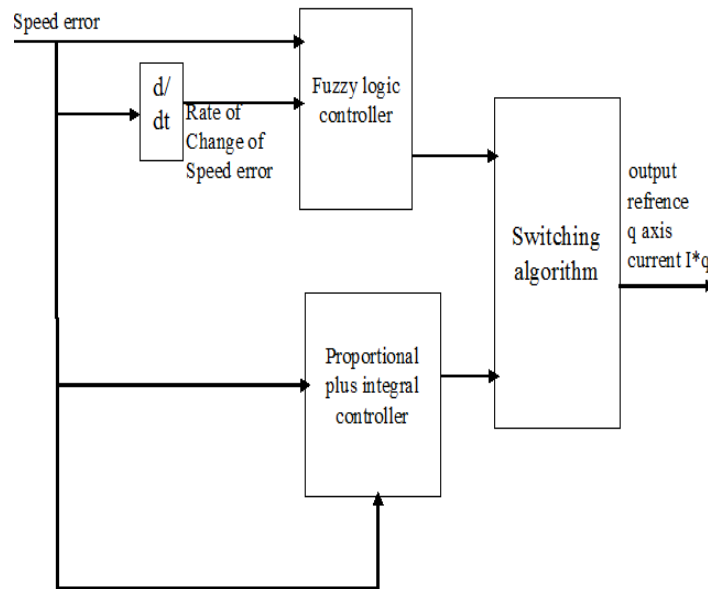 Speed error
d/
dt
Rate of
Change of
Speed error
Fuzzy logic
controller
Switching
algorithm
output
refrence
q axis
current I*q
Proportional
plus integral
controller